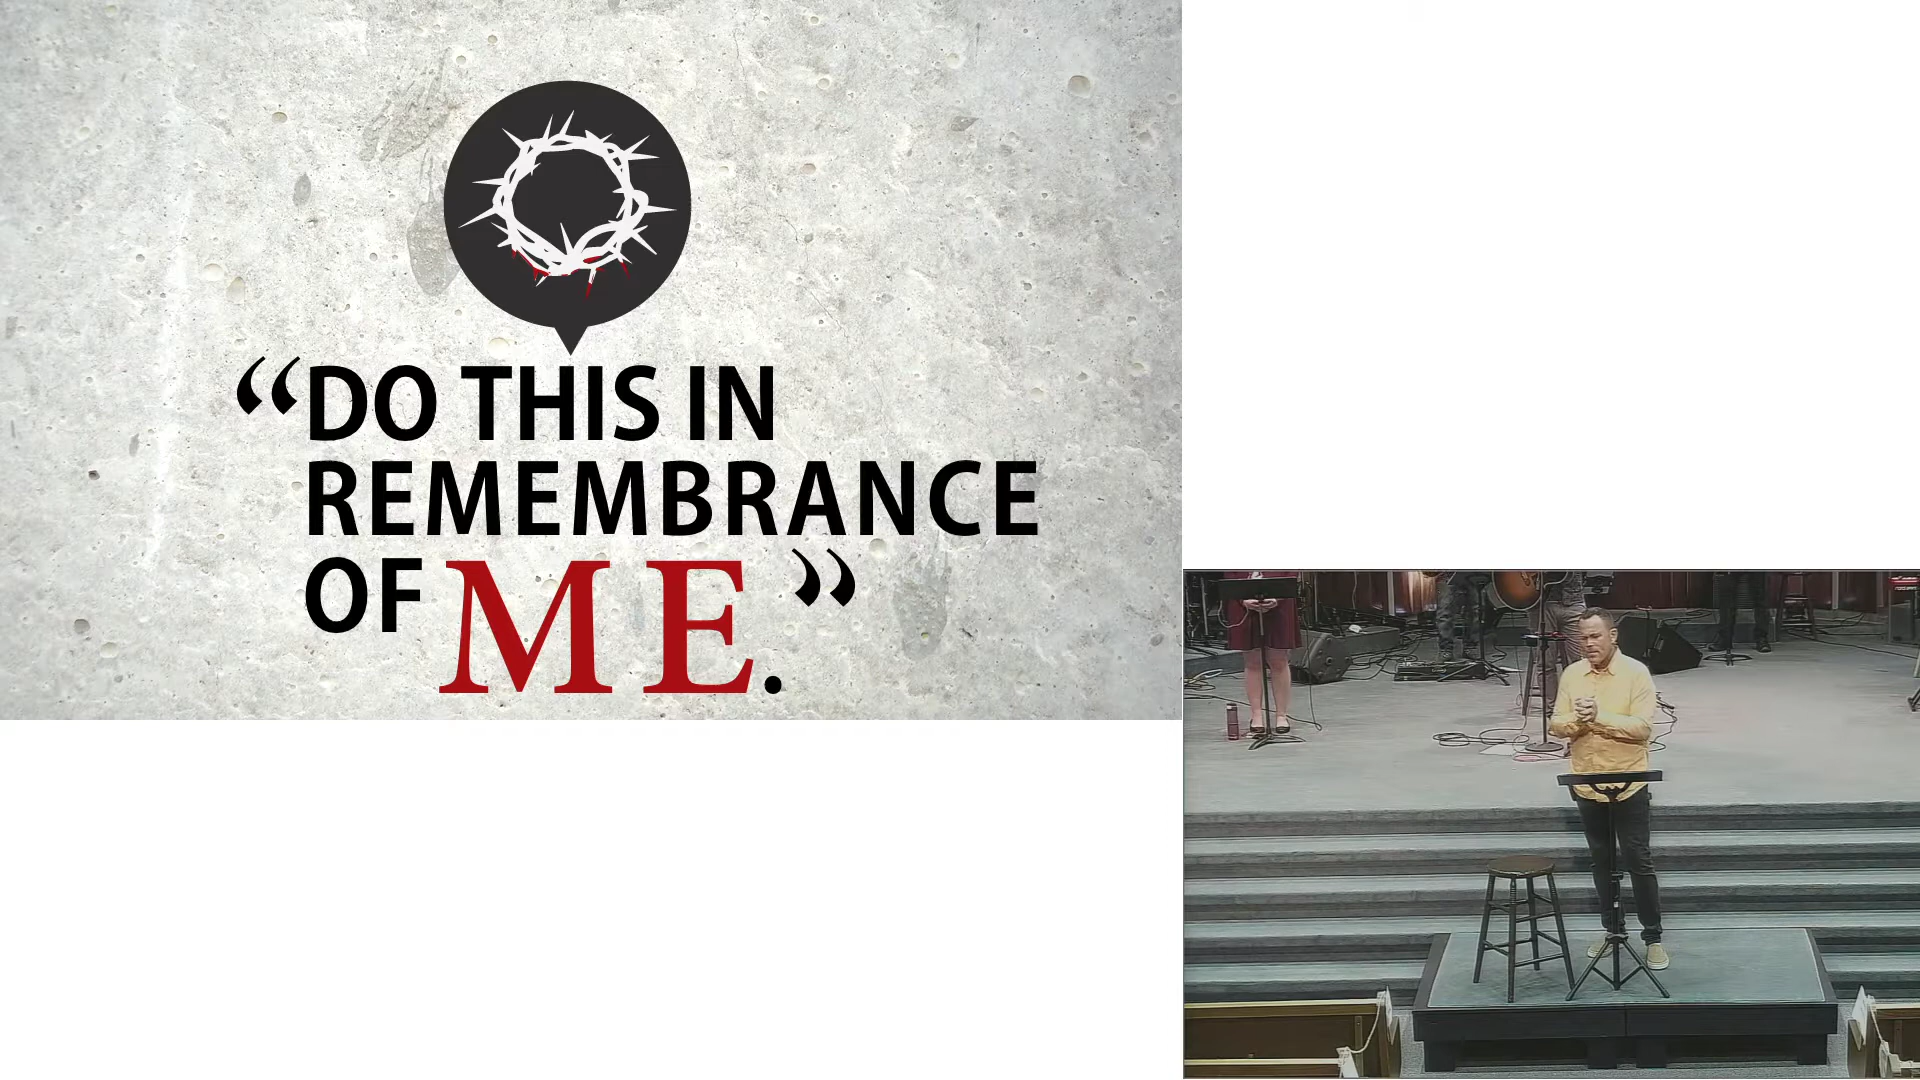 “DO THIS IN
REMEMBRANCE
OF ME.”